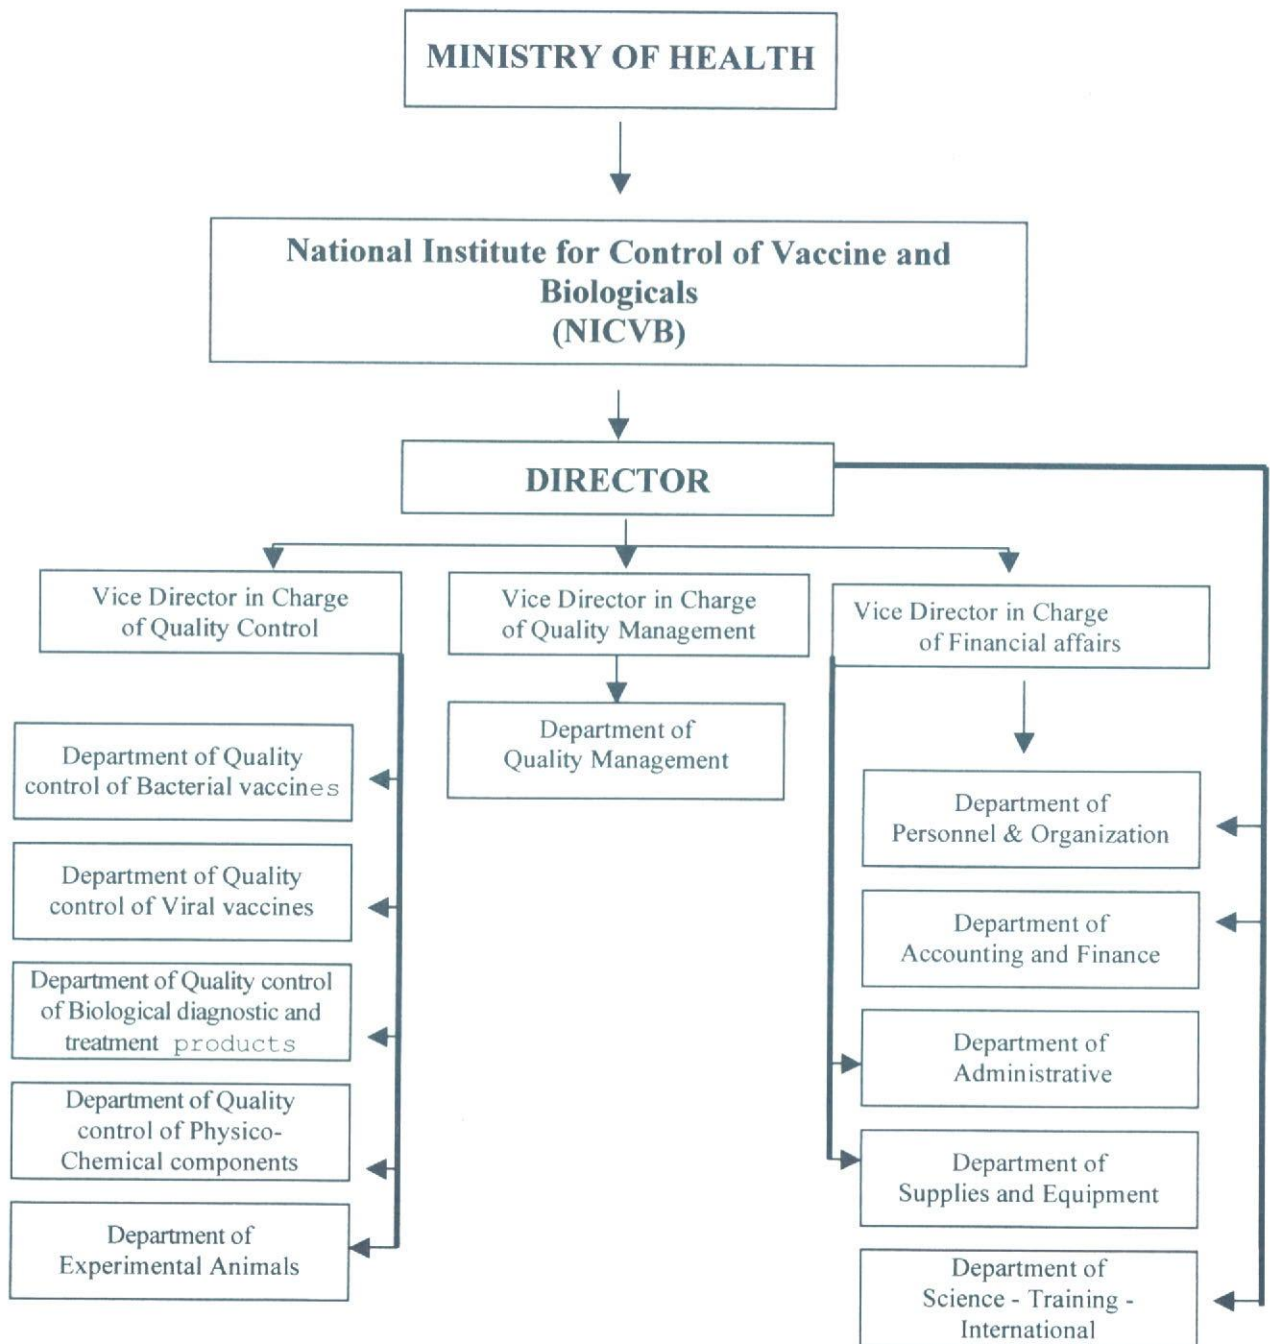 MINISTRY OF HEALTH
National Institute for Control of Vaccine and
Biologicals
(NICVB)
DIRECTOR
Vice Director in Charge
of Quality Control
Vice Director in Charge
of Quality Management
Vice Director in Charge
of Financial affairs
Department of Quality
control of Bacterial vaccines
Department of Quality
control of Viral vaccines
Department of Quality control
of Biological diagnostic and
treatment products
Department of Quality
control of Physico-
Chemical components
Department of
Experimental Animals
Department of
Quality Management
Department of
Personnel & Organization
Department of
Accounting and Finance
Department of
Administrative
Department of
Supplies and Equipment
Department of
Science - Training -
International